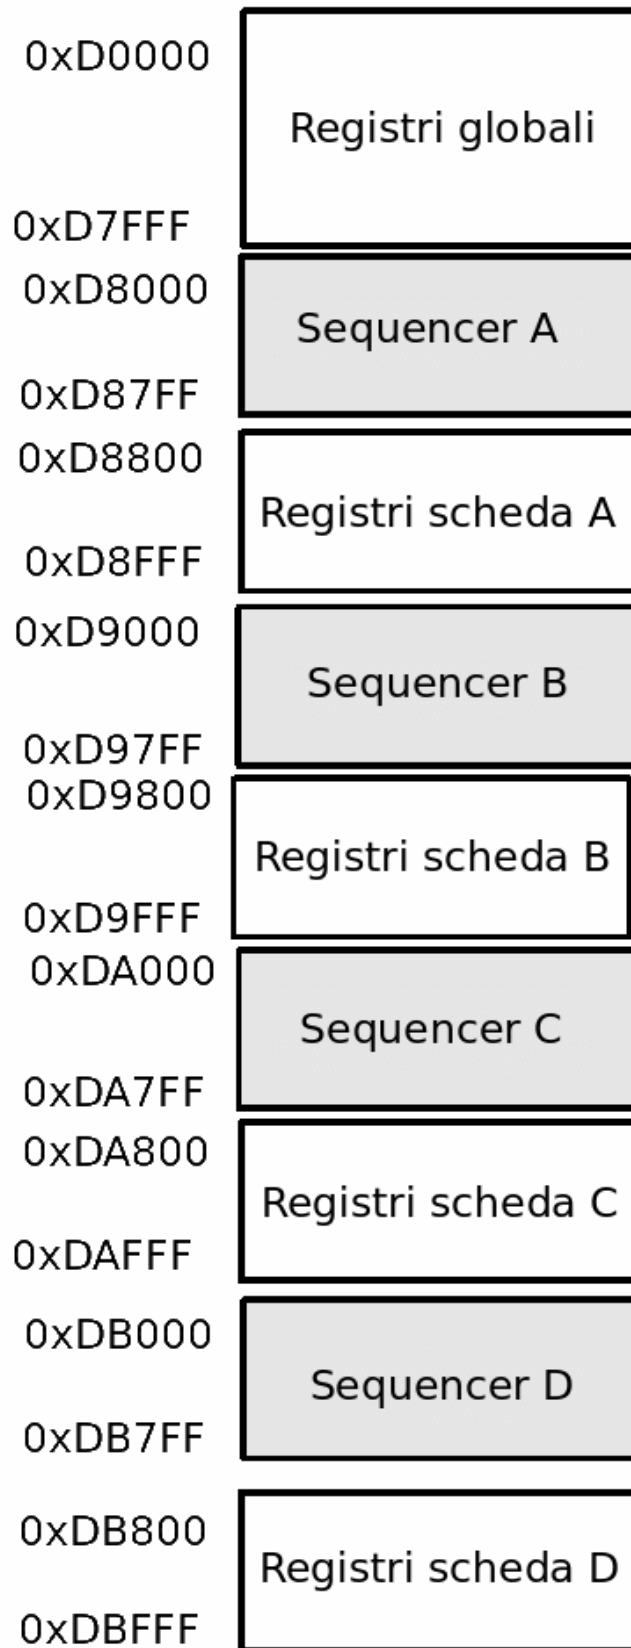 0xD0000
Registri globali
0xD7FFF
0xD8000
Sequencer A
0xD87FF
0xD8800
Registri scheda A
0xD8FFF
0xD9000
Sequencer B
0xD97FF
0xD9800
Registri scheda B
0xD9FFF
0xDA000
Sequencer C
0xDA7FF
0xDA800
Registri scheda C
0xDAFFF
0xDB000
Sequencer D
0xDB7FF
0xDB800
Registri scheda D
0xDBFFF